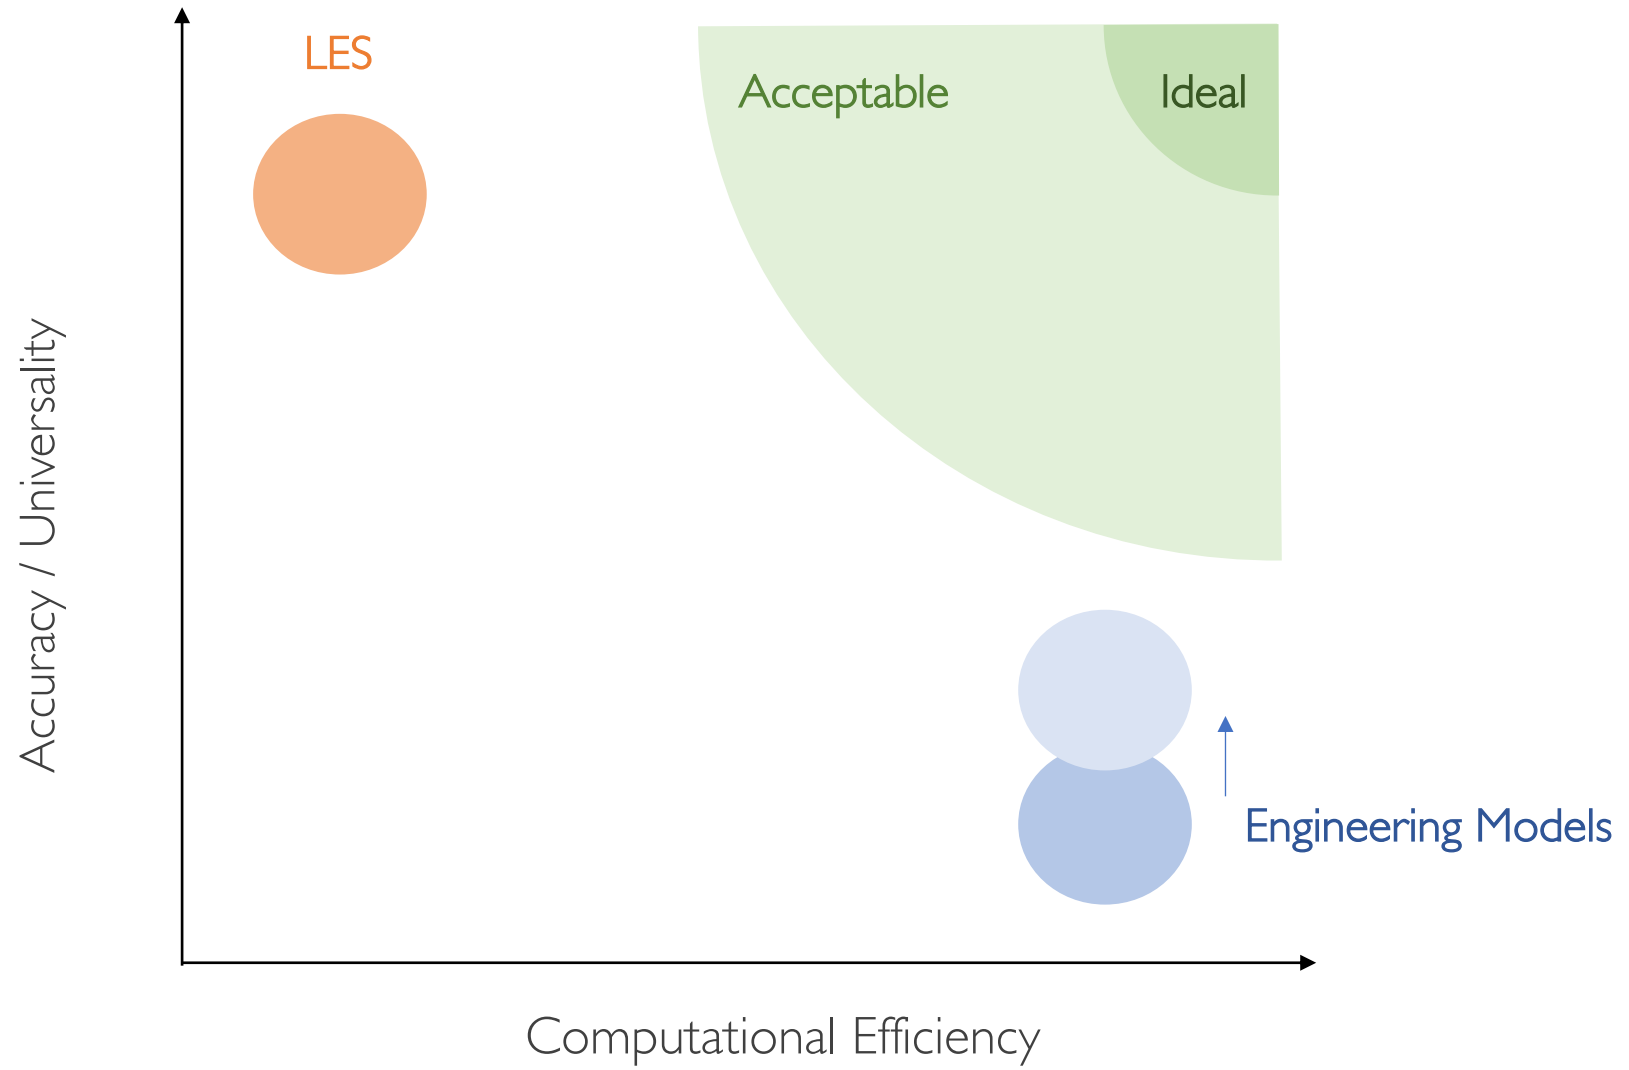 LES
Acceptable
Ideal
Accuracy / Universality
Engineering Models
Computational Efficiency